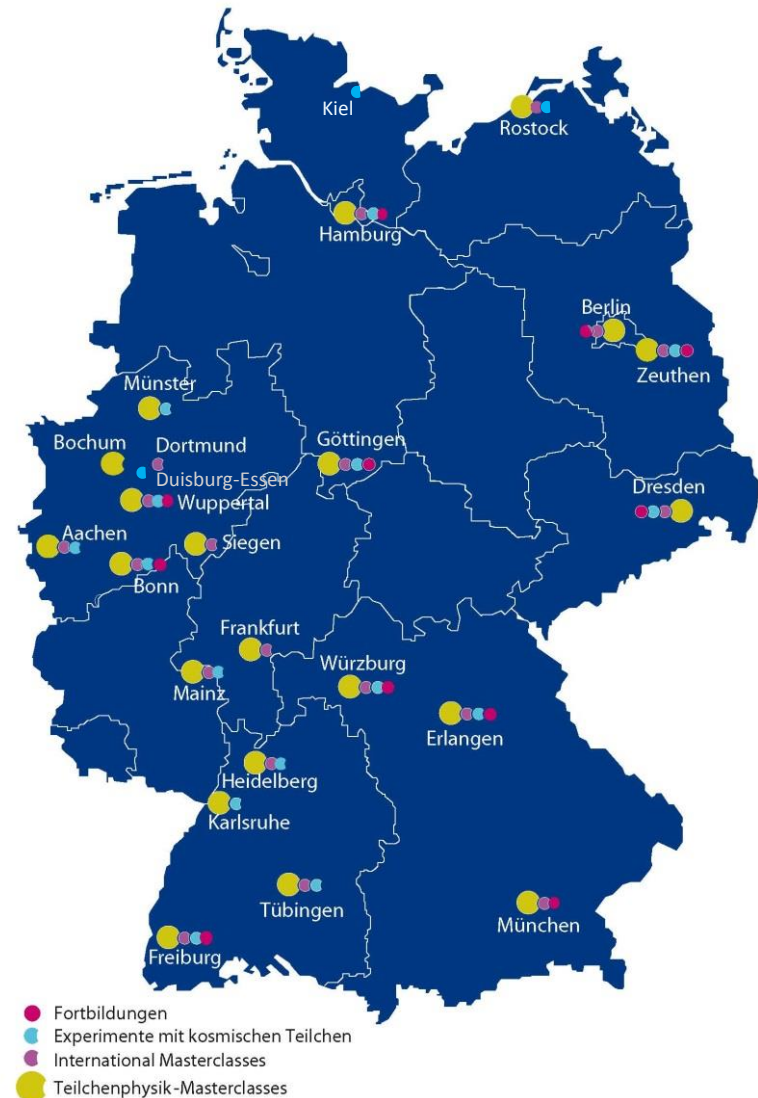 Kiel
Rostock
Hamburg
Berlin
Zeuthen
Münster
Bochum
Dortmund
Göttingen
Duisburg-Essen
Wuppertal
Dresden
Aachen
Siegen
Bonn
Frankfurt
Würzburg
Mainz
Erlangen
Heidelberg
Karlsruhe
Tübingen
München
Freiburg
Fortbildungen
Experimente mit kosmischen Teilchen
International Masterclasses
Teilchenphysik-Masterclasses